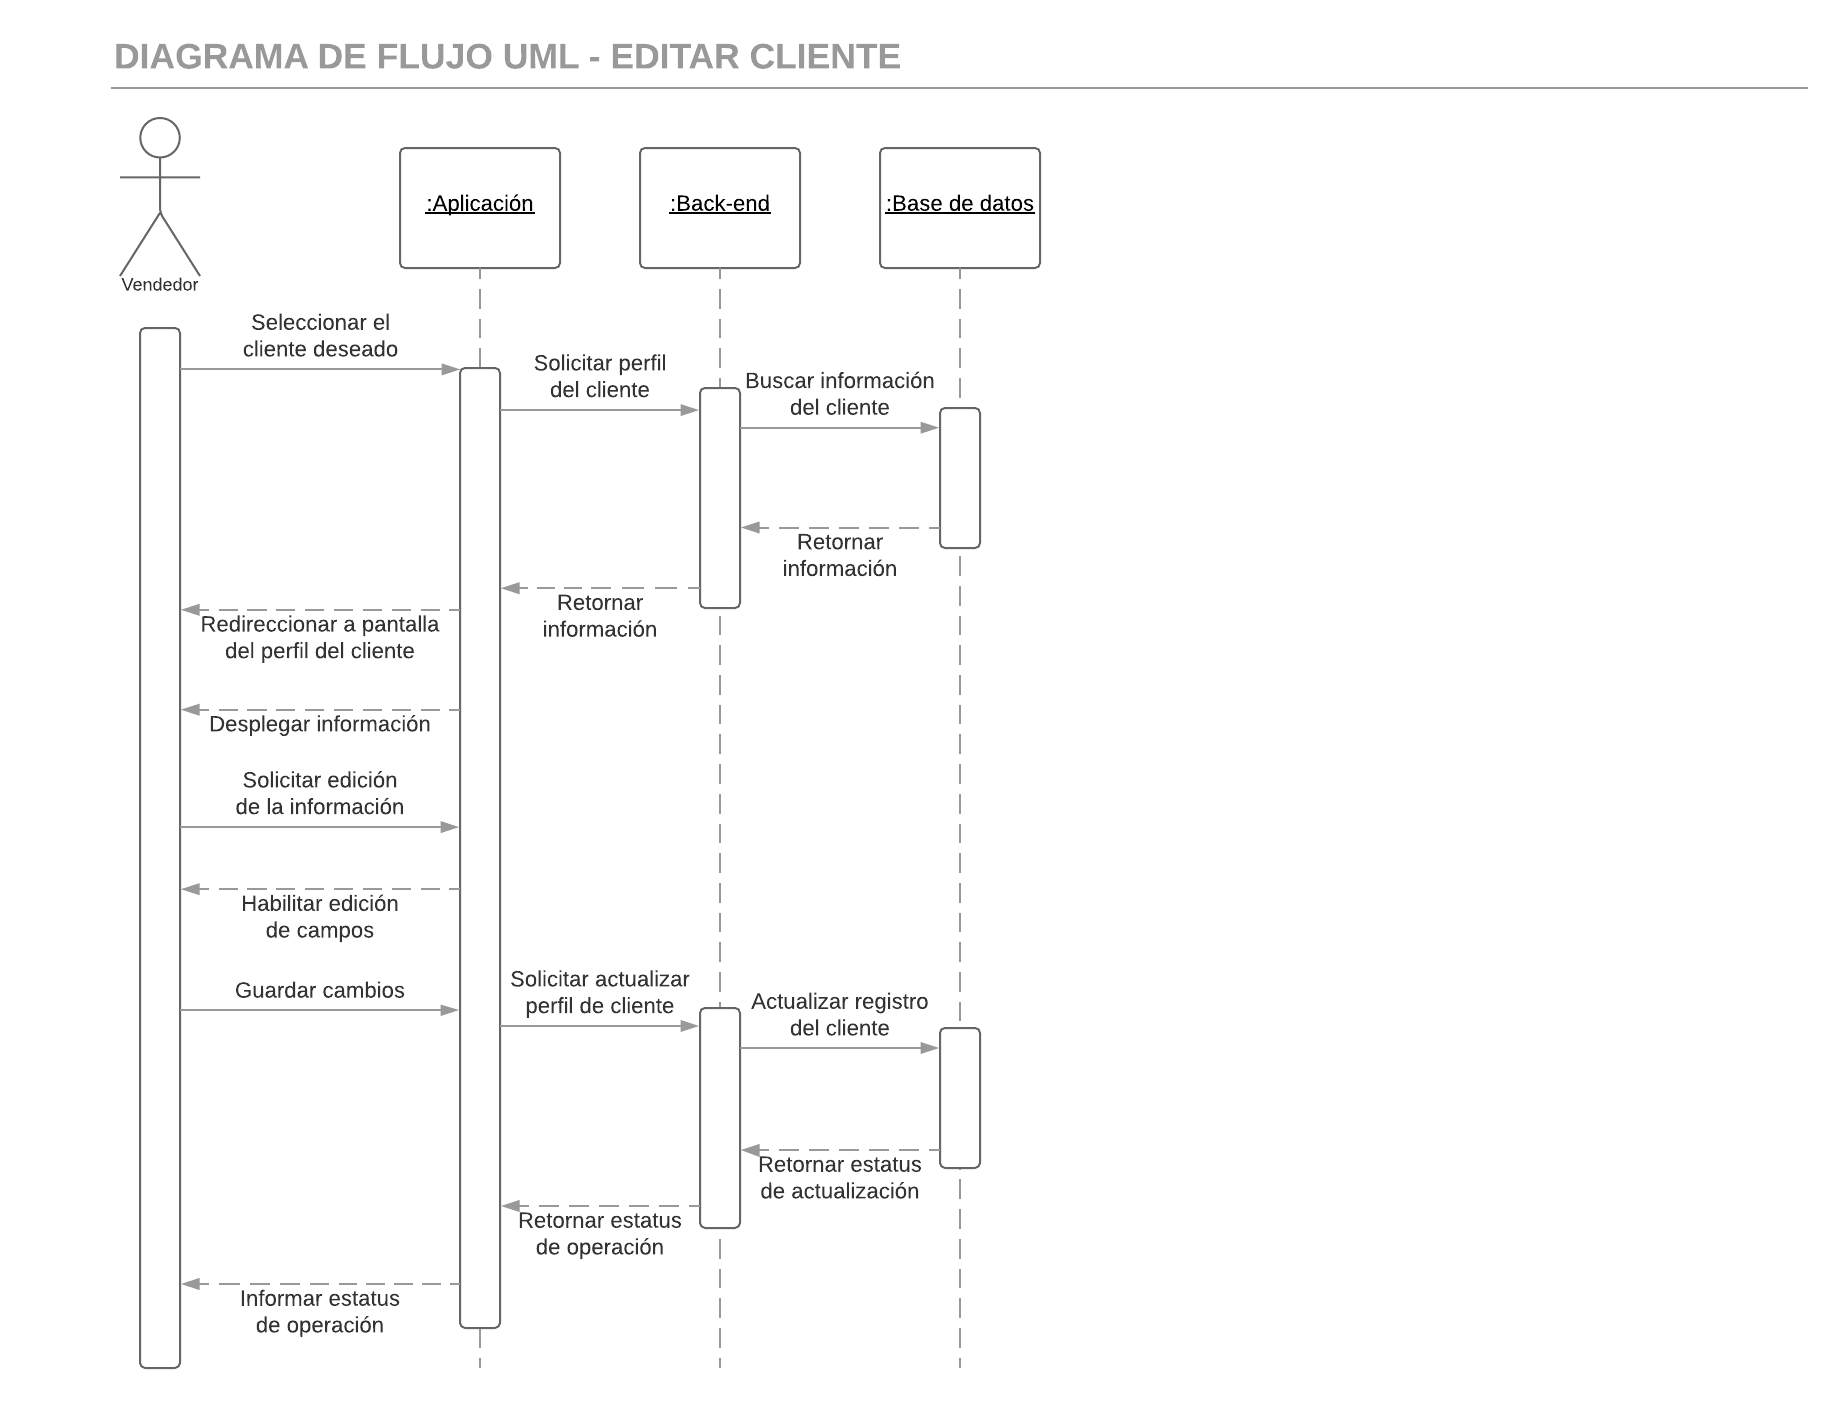 DIAGRAMA DE FLUJO UML - EDITAR CLIENTE
:Aplicación
:Back-end
:Base de datos
Vendedor
Seleccionar el
cliente deseado
Solicitar perfil
del cliente
Buscar información
del cliente
Retornar
información
Retornar
información
Redireccionar a pantalla
del perfil del cliente
Desplegar información
Solicitar edición
de la información
Habilitar edición
de campos
Guardar cambios
Solicitar actualizar
perfil de cliente
Actualizar registro
del cliente
Retornar estatus
de actualización
Retornar estatus
de operación
Informar estatus
de operación